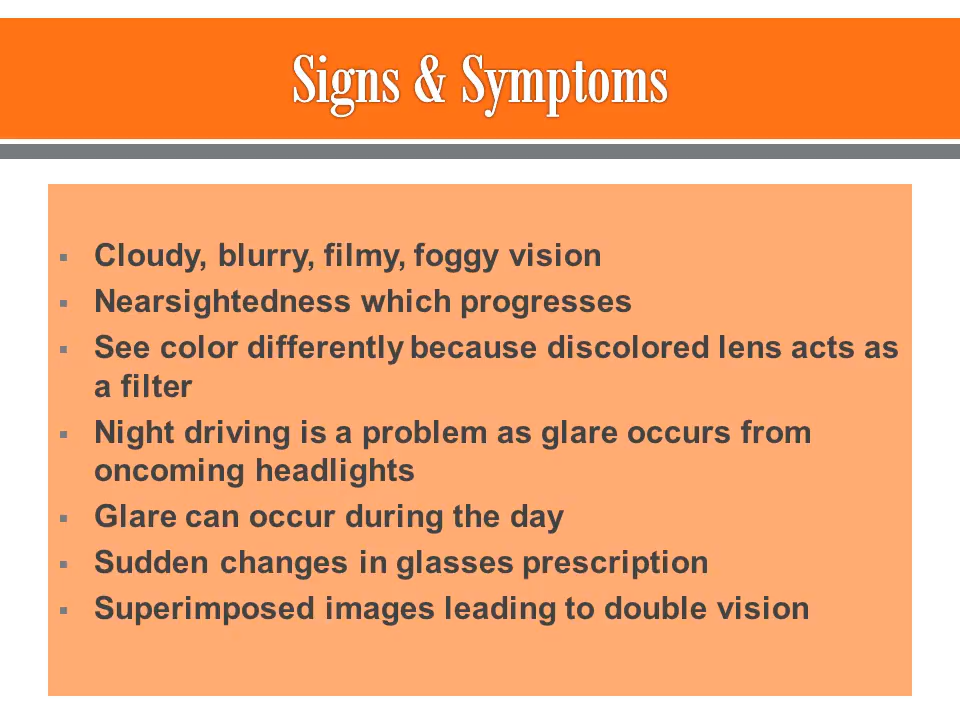 Signs & Symptoms
▪ Cloudy, blurry, filmy, foggy vision
▪ Nearsightedness which progresses
▪ See color differently because discolored lens acts as
a filter
▪ Night driving is a problem as glare occurs from
oncoming headlights
▪ Glare can occur during the day
▪ Sudden changes in glasses prescription
▪ Superimposed images leading to double vision